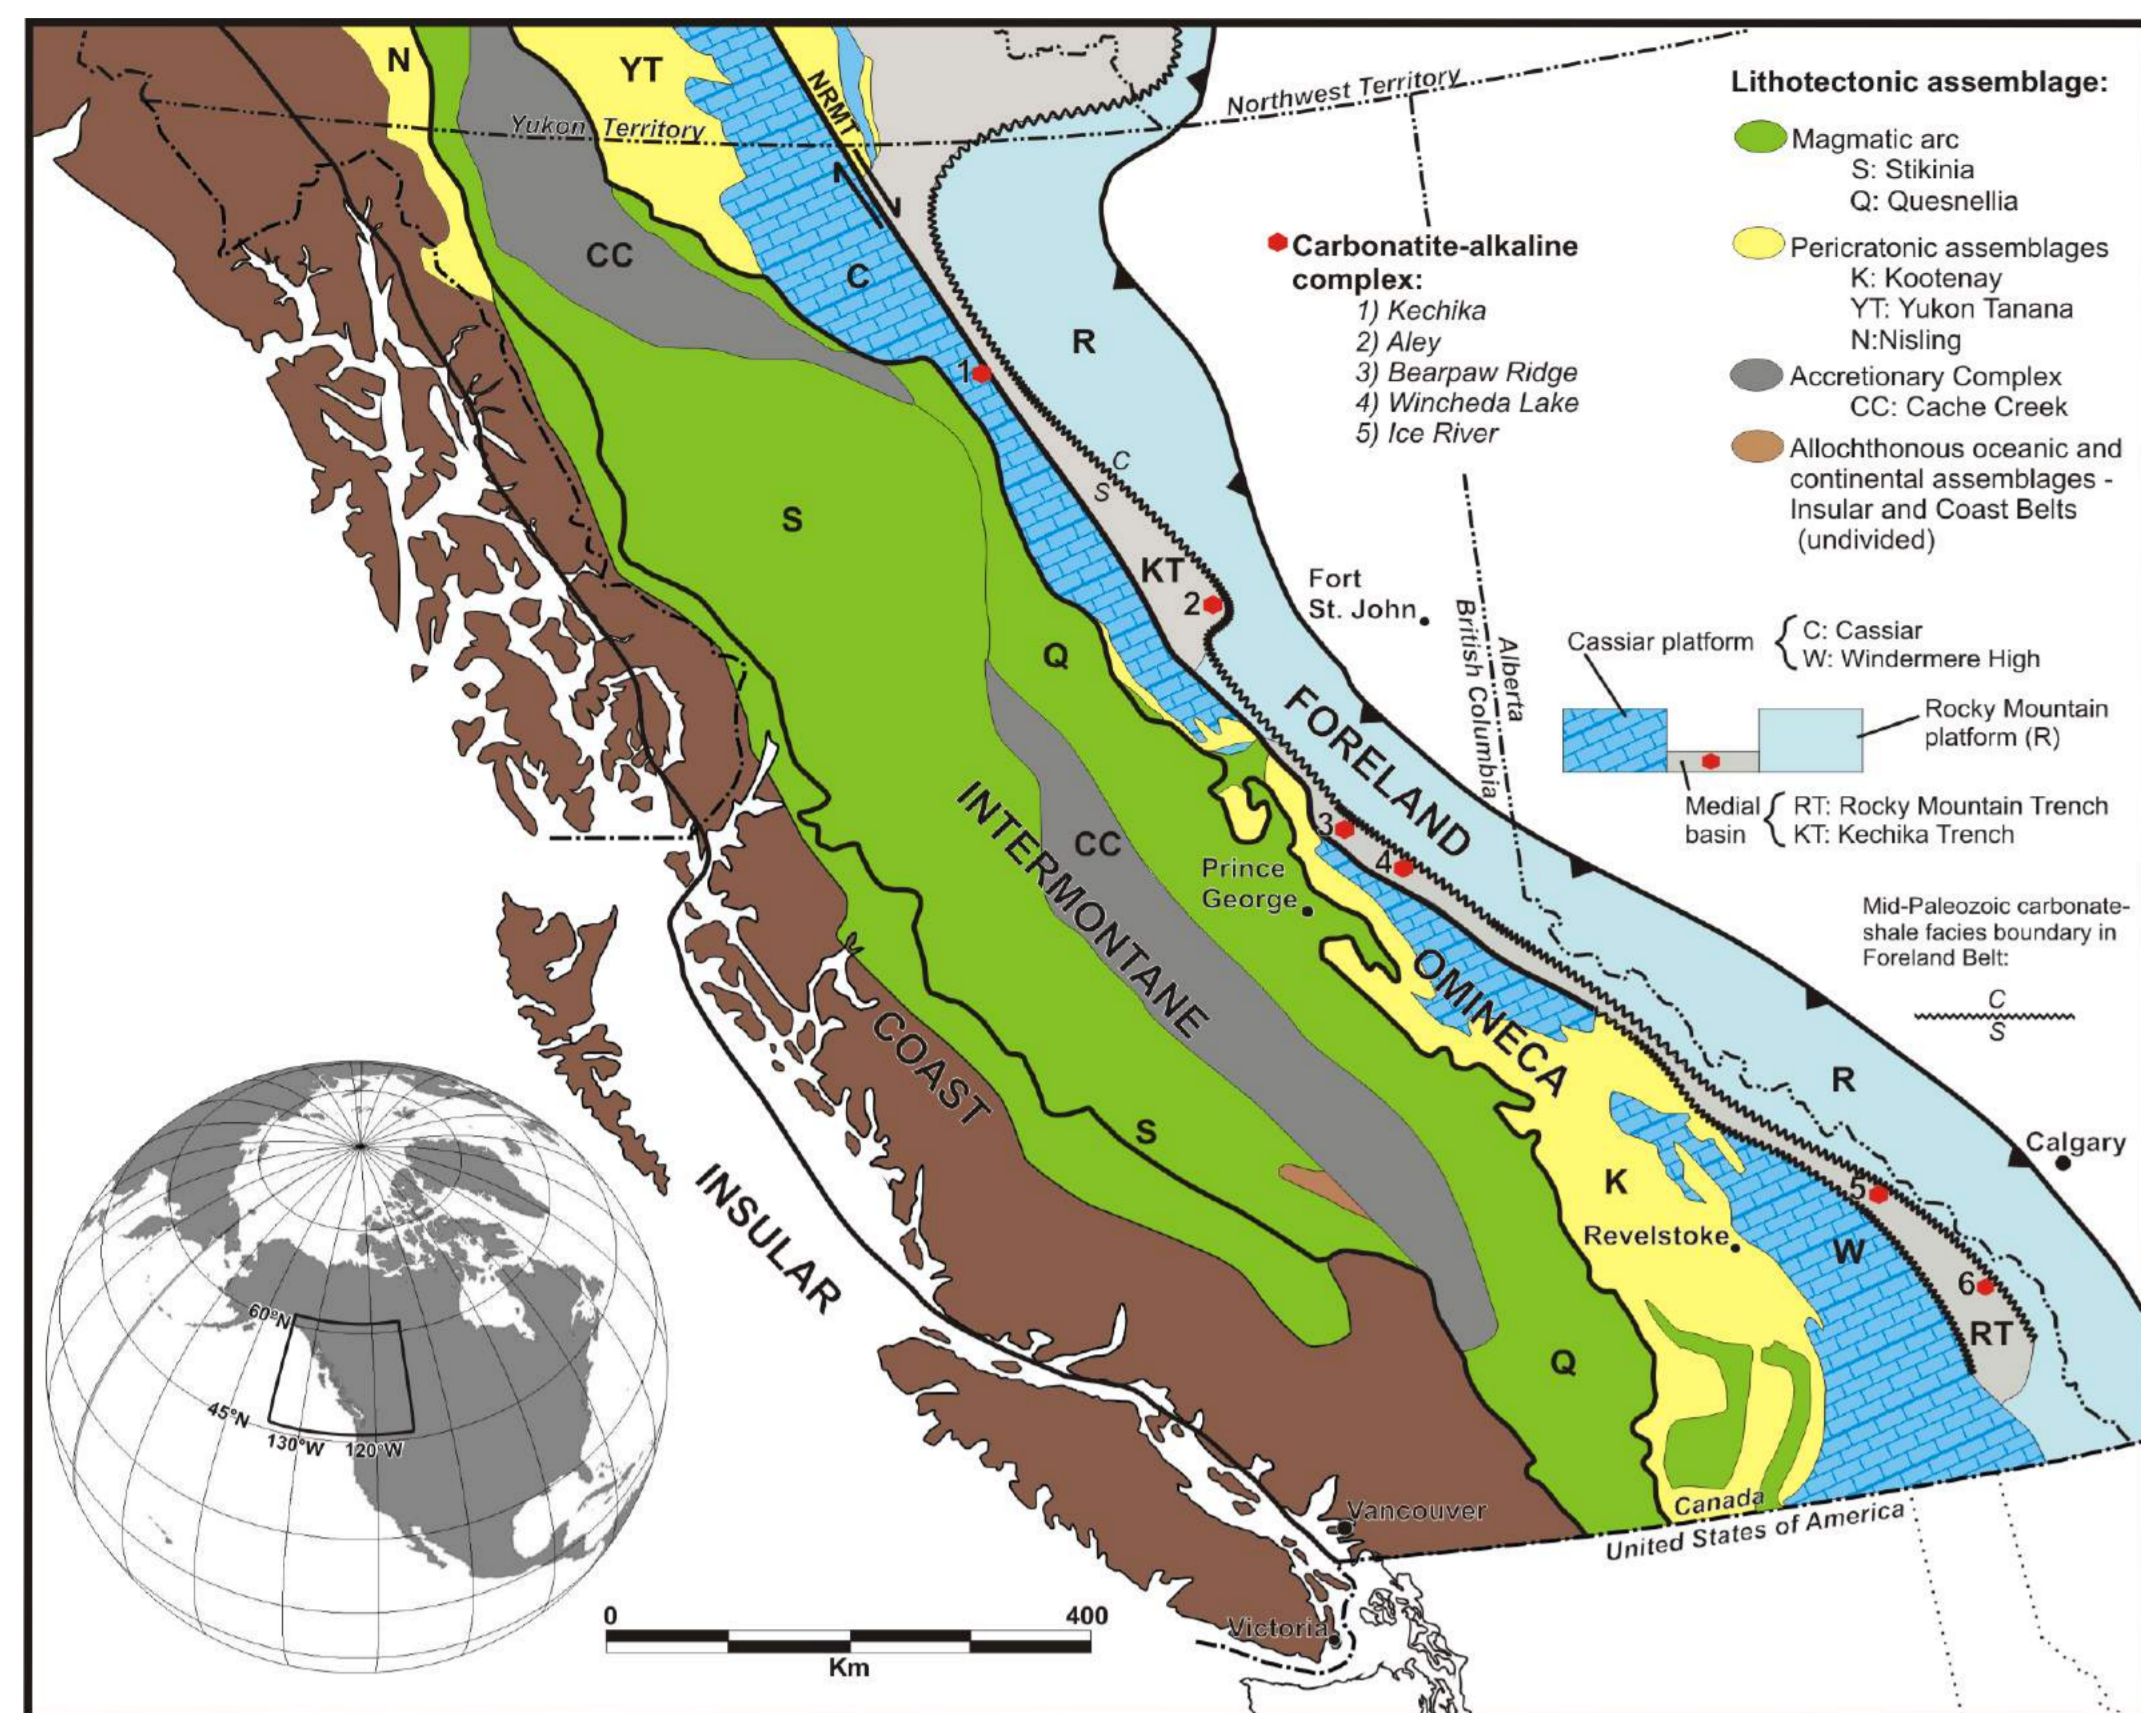 N
YT
NRMT
Yukon Territory
Northwest Territory
CC
C
R
1
C
S
S
KT
2
Q
Fort
St. John
FORELAND
British Columbia
Alberta
INTERMONTANE
CC
3
4
Prince
George
OMINECA
COAST
INSULAR
S
R
Calgary
K
Revelstoke
5
W
6
RT
Q
Canada
United States of America
Vancouver
Victoria
60°N
45°N
130°W 120°W
0 400
Km
Carbonatite-alkaline
complex:
1) Kechika
2) Aley
3) Bearpaw Ridge
4) Wincheda Lake
5) Ice River
Lithotectonic assemblage:
Magmatic arc
S: Stikinia
Q: Quesnellia
Pericratonic assemblages
K: Kootenay
YT: Yukon Tanana
N:Nisling
Accretionary Complex
CC: Cache Creek
Allochthonous oceanic and
continental assemblages -
Insular and Coast Belts
(undivided)
Cassiar platform
C: Cassiar
W: Windermere High
Rocky Mountain
platform (R)
Medial
basin
RT: Rocky Mountain Trench
KT: Kechika Trench
Mid-Paleozoic carbonate-
shale facies boundary in
Foreland Belt:
C
S